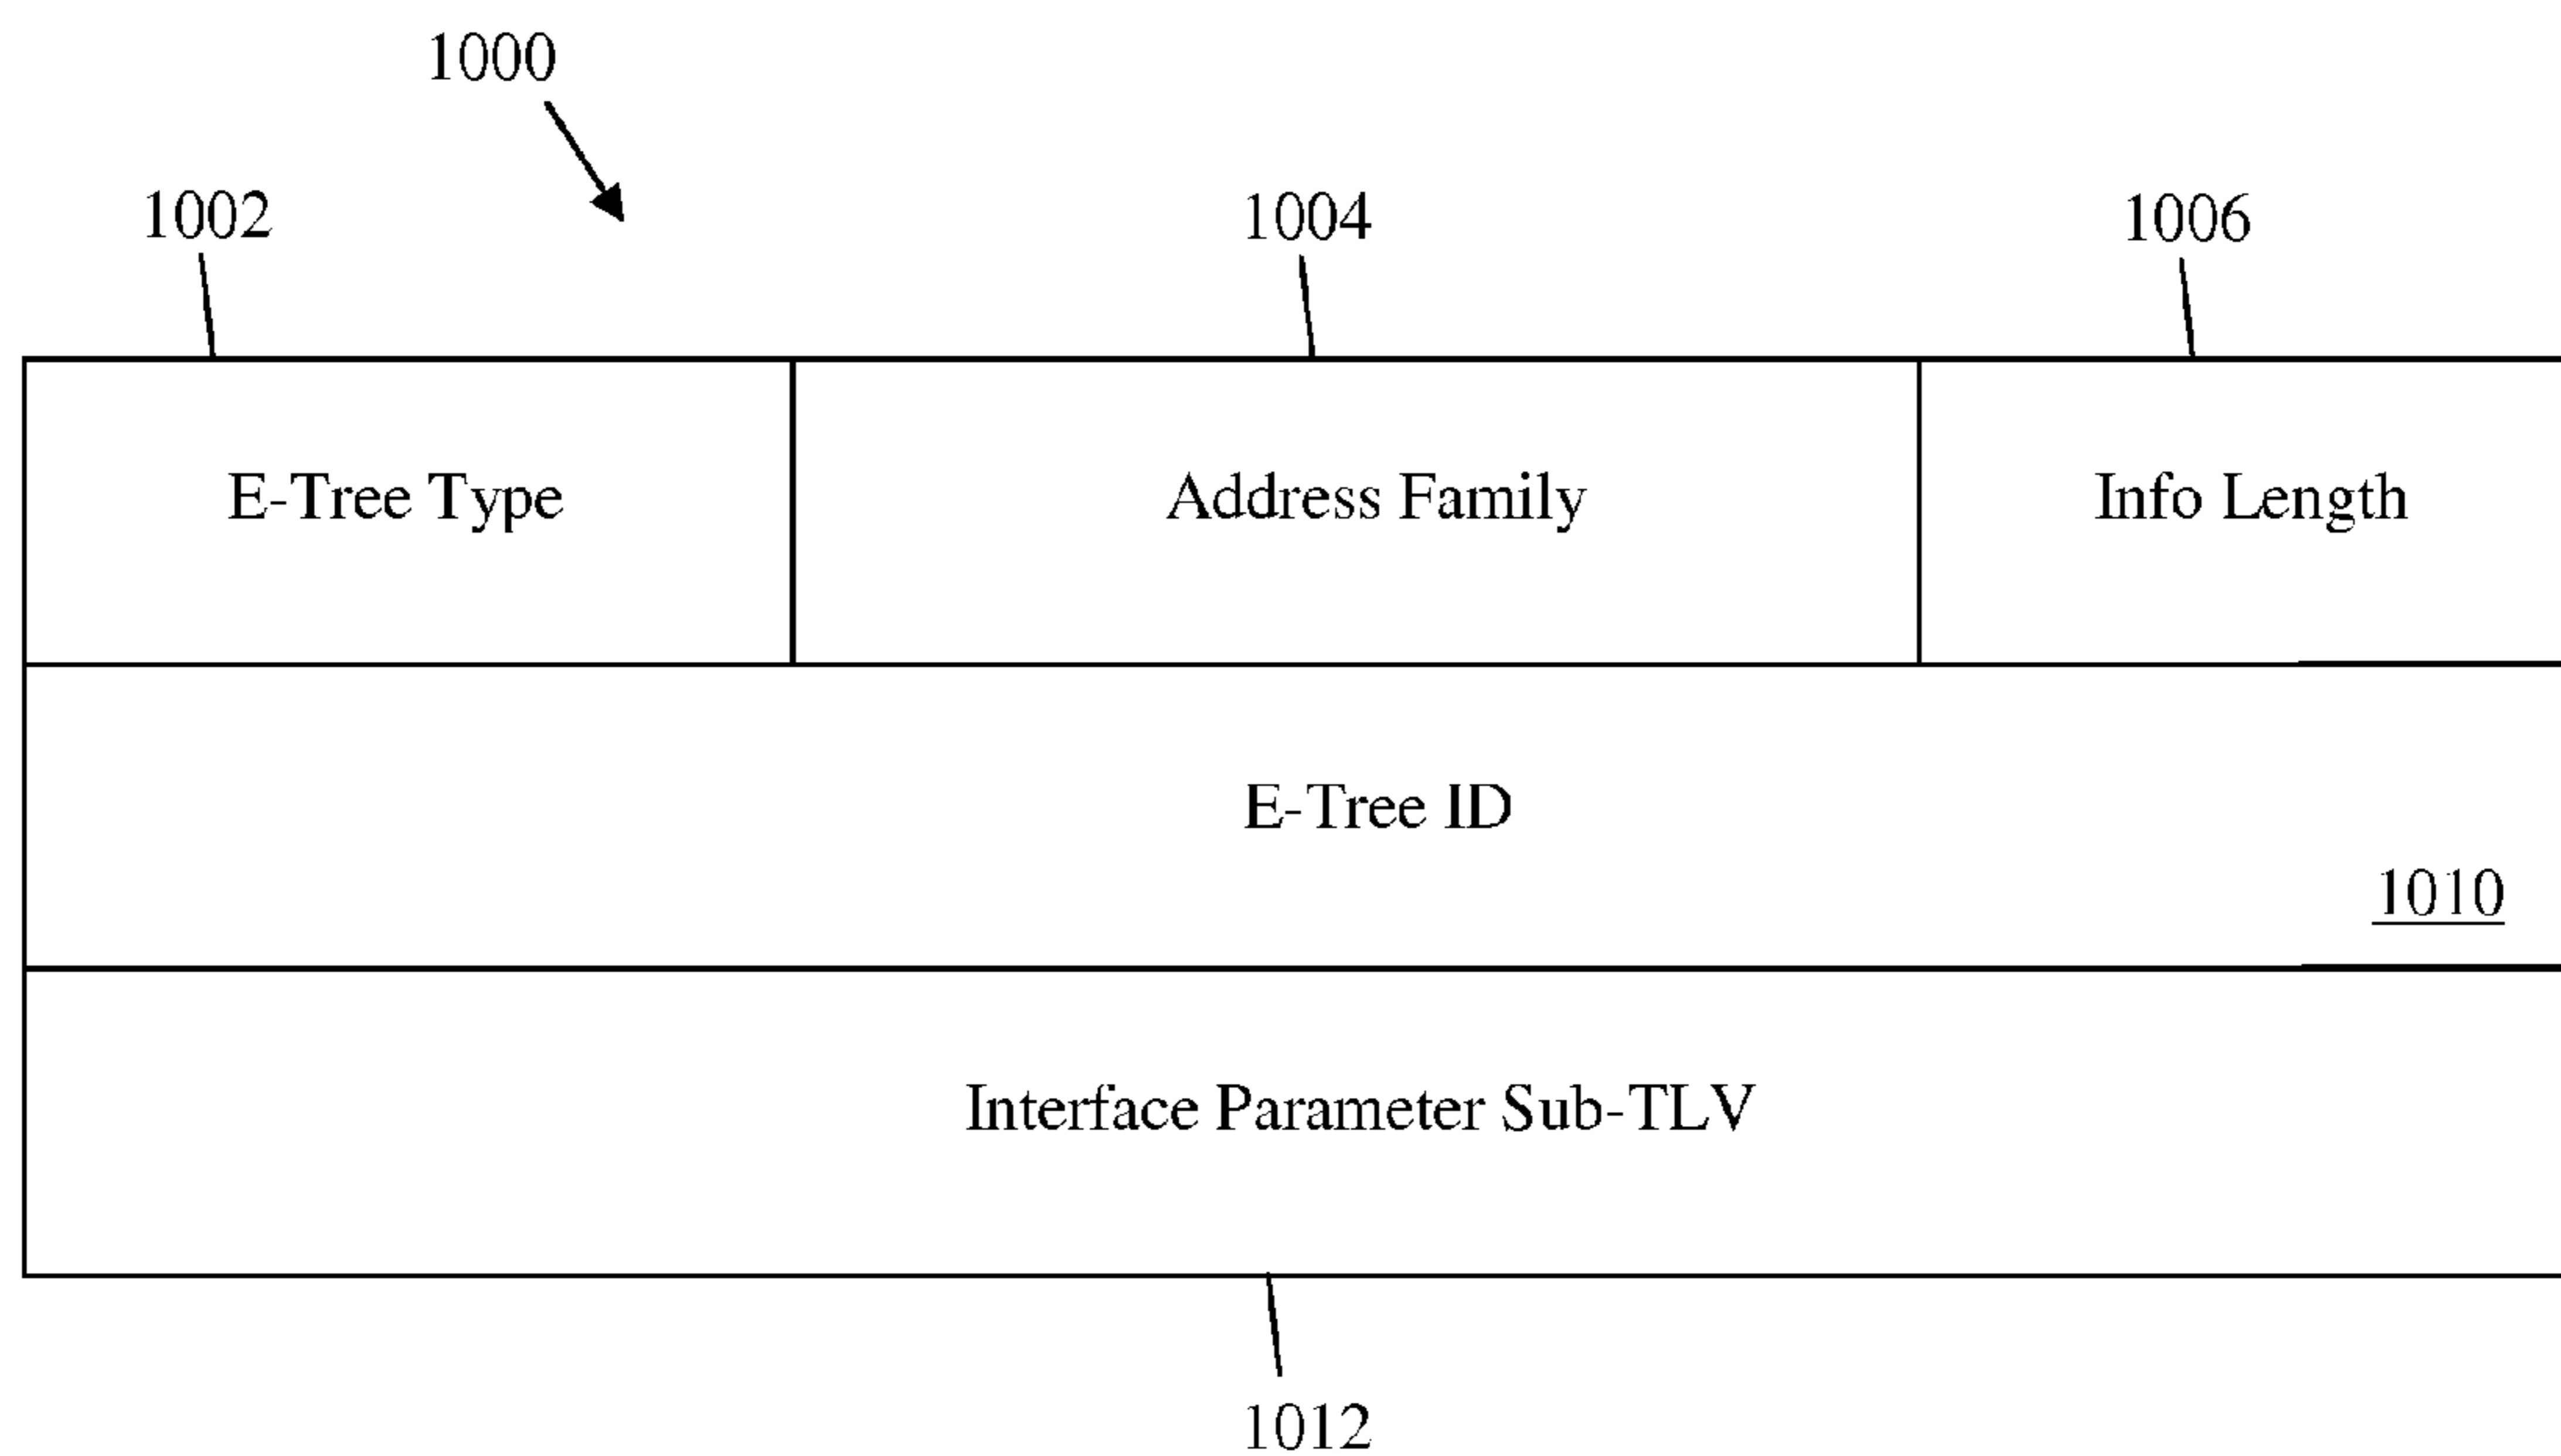 1000
1002
1004
1006
E-Tree Type
Address Family
Info Length
E-Tree ID
1010
Interface Parameter Sub-TLV
1012